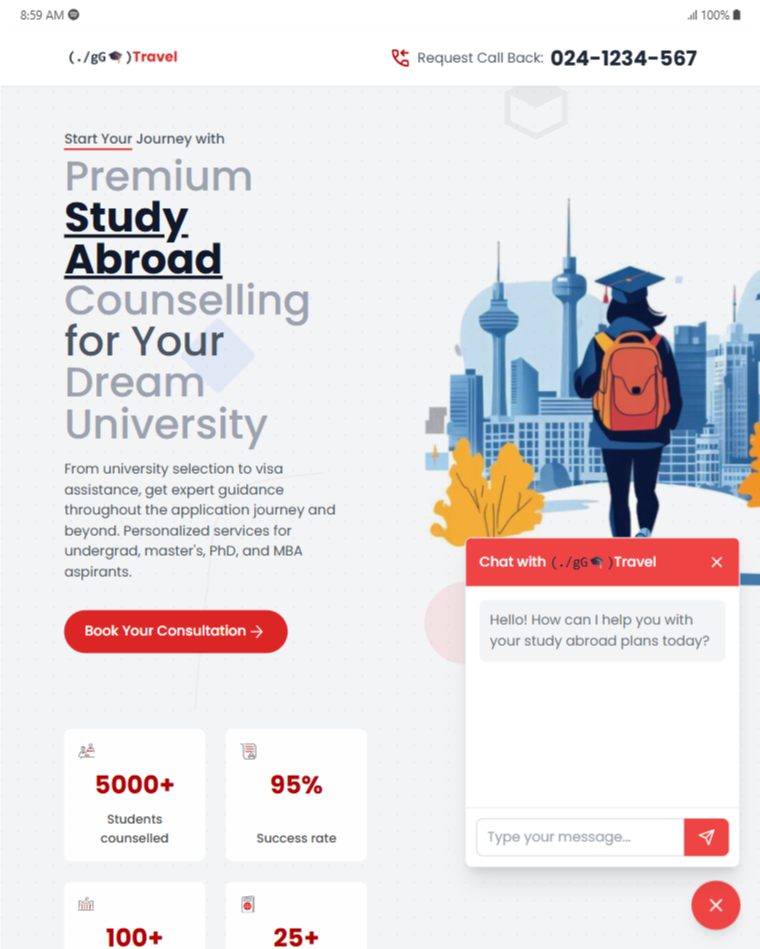 8:59 AM
100%
(./gG🎓)Travel
Request Call Back: 024-1234-567
Start Your Journey with
Premium
Study
Abroad
Counselling
for Your
Dream
University
From university selection to visa
assistance, get expert guidance
throughout the application journey and
beyond. Personalized services for
undergrad, master's, PhD, and MBA
aspirants.
Book Your Consultation →
5000+
Students
counselled
95%
Success rate
100+
25+
Chat with (./gG🎓)Travel
Hello! How can I help you with
your study abroad plans today?
Type your message...